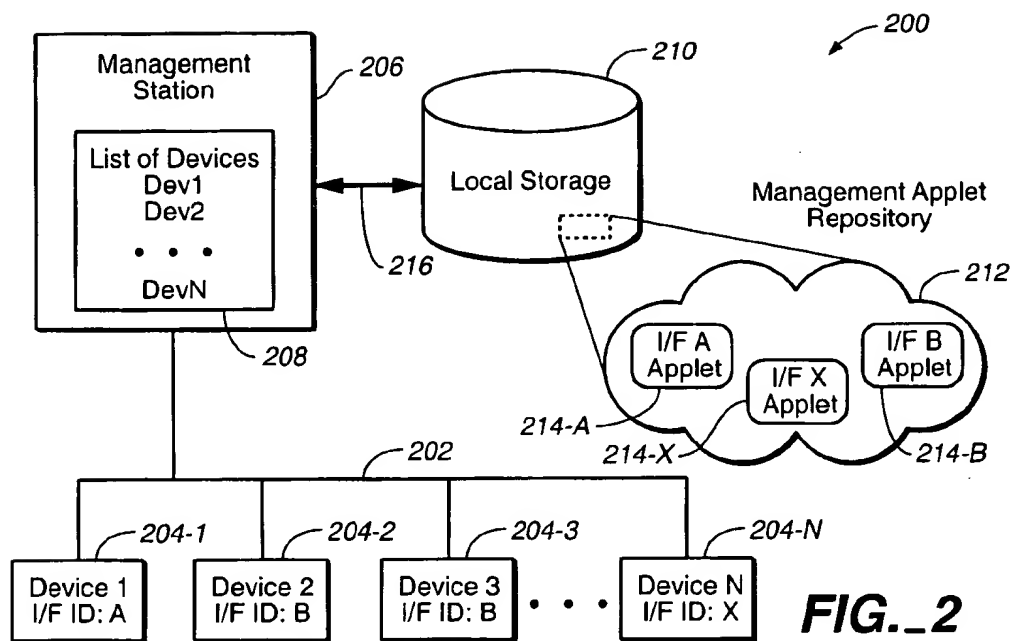 200
Management
Station
206
List of Devices
Dev1
Dev2
• • •
DevN
208
216
210
Local Storage
Management Applet
Repository
212
I/F A
Applet
I/F X
Applet
I/F B
Applet
214-A
214-X
214-B
202
204-1
204-2
204-3
204-N
Device 1
I/F ID: A
Device 2
I/F ID: B
Device 3
I/F ID: B
• • •
Device N
I/F ID: X
FIG._2